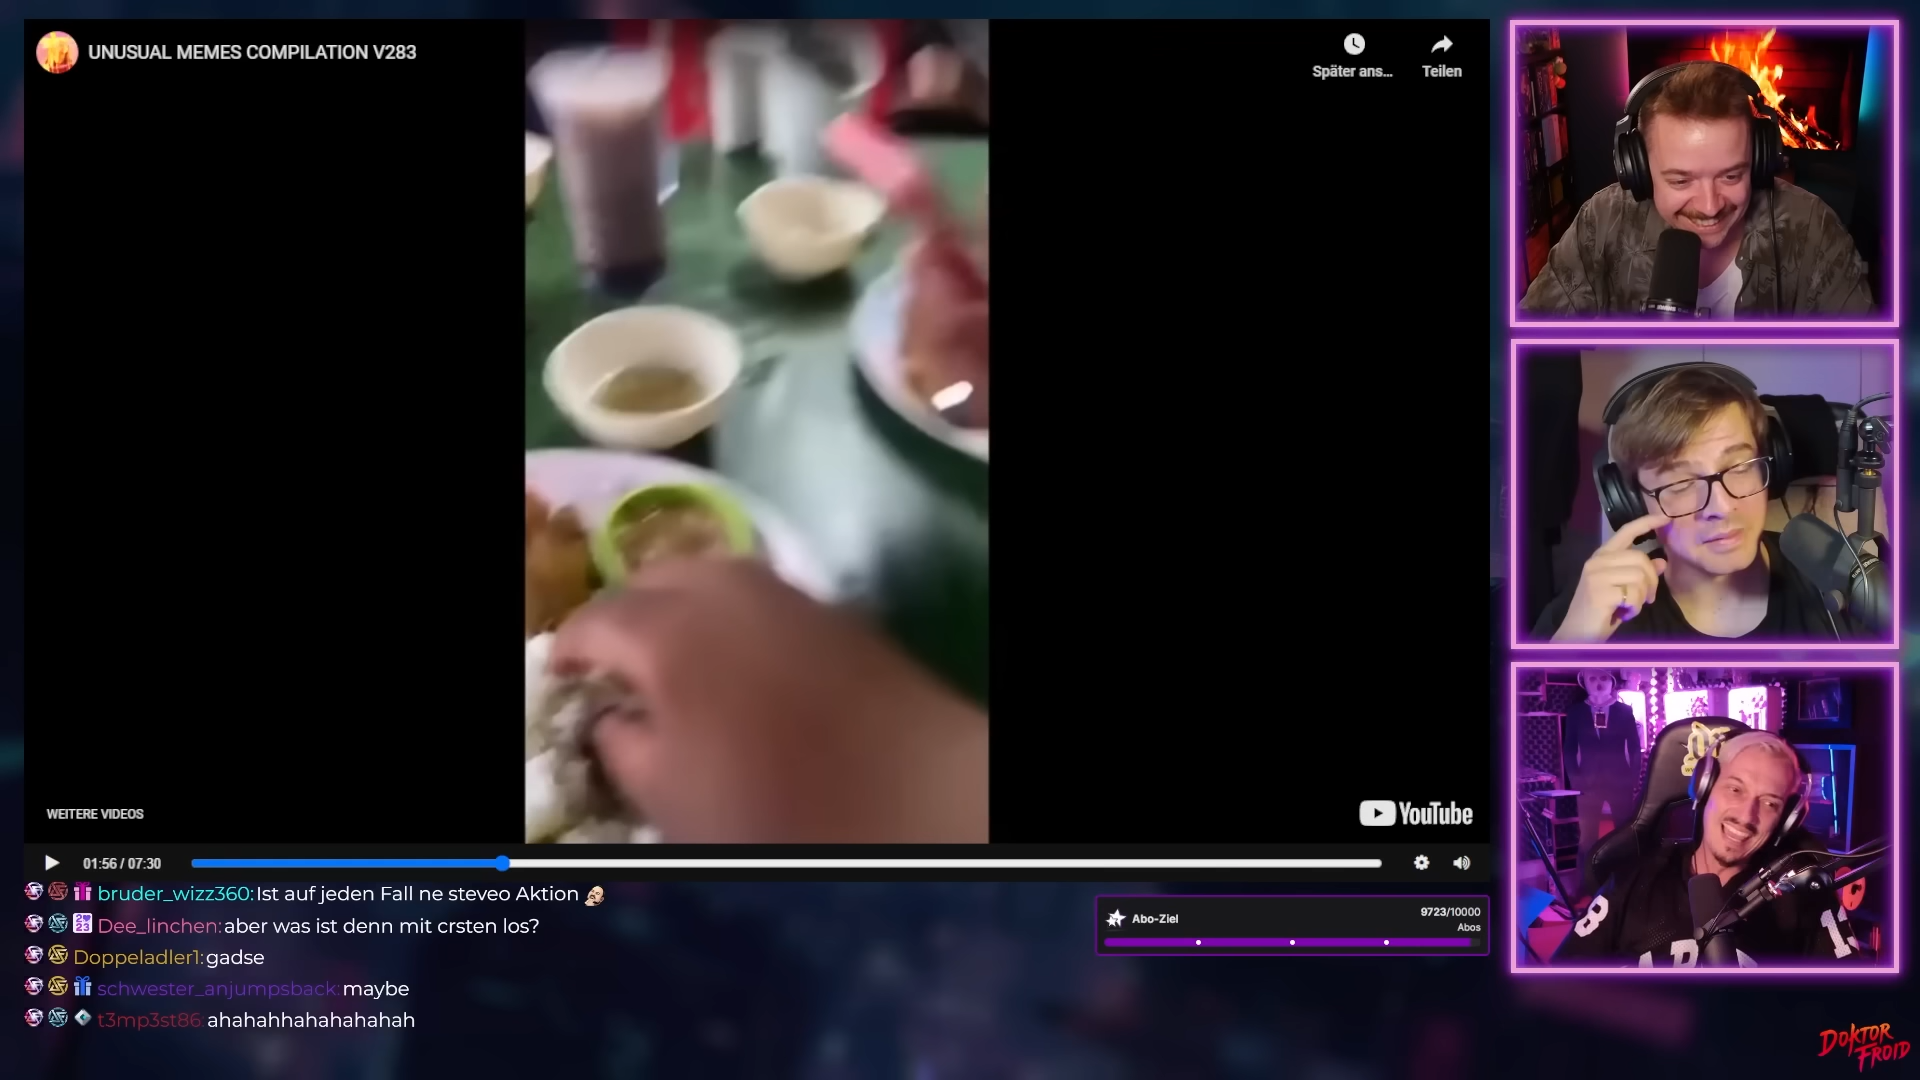 UNUSUAL MEMES COMPILATION V283
Später ans...
Teilen
WEITERE VIDEOS
YouTube
01:56 / 07:30
bruder_wizz360: Ist auf jeden Fall ne steveo Aktion
Dee_linchen: aber was ist denn mit crsten los?
Doppeladler1: gadse
schwester_anjumpsback: maybe
t3mp3st86: ahahahhahahahahah
Abo-Ziel
9723/10000
Abos
DOKTOR
FROID